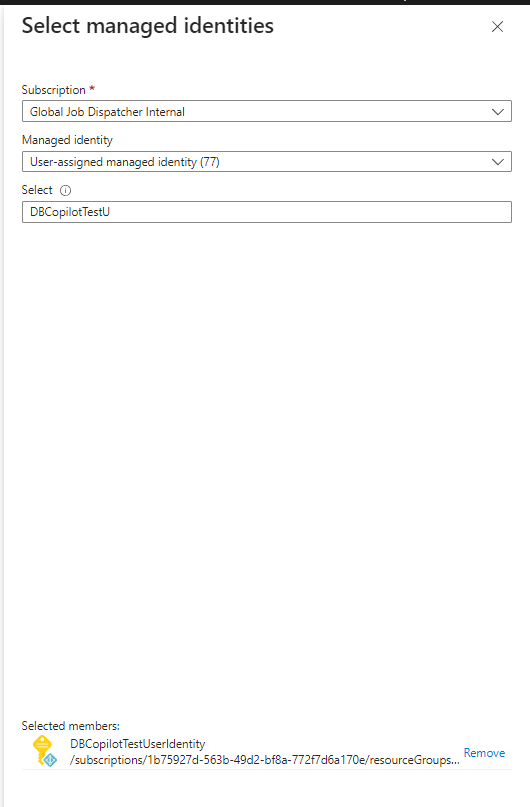 Select managed identities
Subscription *
Global Job Dispatcher Internal
Managed identity
User-assigned managed identity (77)
Select
DBCopilotTestU
Selected members:
DBCopilotTestUserIdentity
/subscriptions/1b75927d-563b-49d2-bf8a-772f7d6a170e/resourceGroups...
Remove